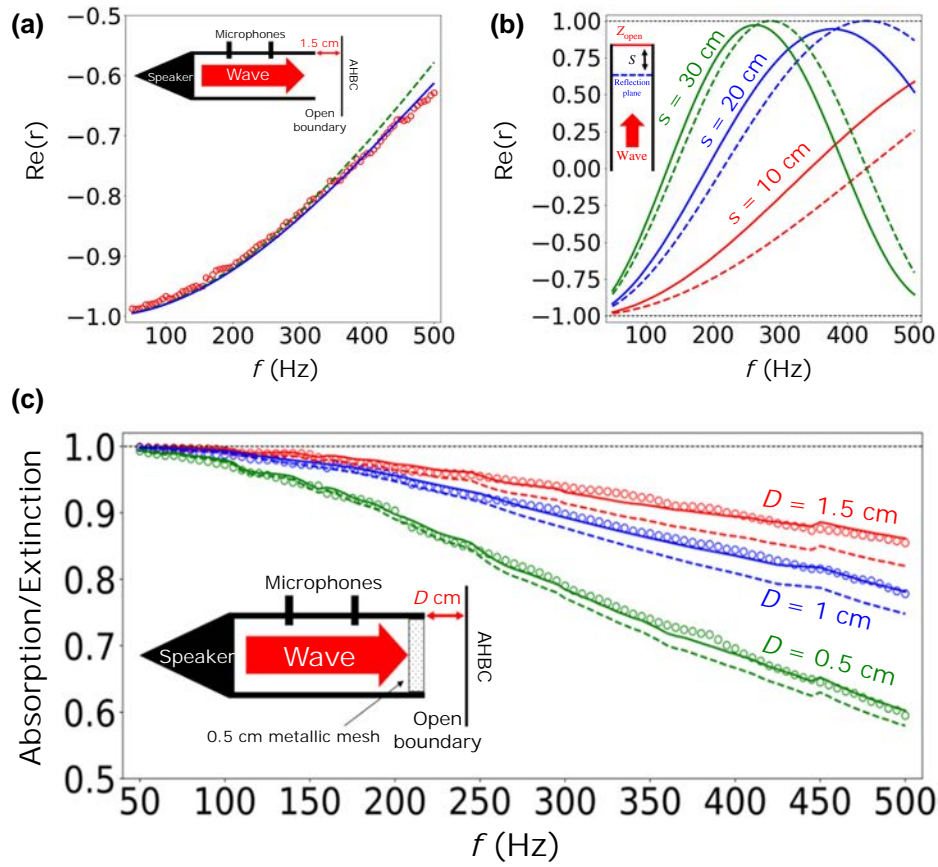 (a)
−0.5
−0.6
−0.7
−0.8
−0.9
−1.0
Re(r)
100 200 300 400 500
f (Hz)
Microphones
1.5 cm
Speaker
Wave
AHBC
Open
boundary
(b)
1.00
0.75
0.50
0.25
0.00
−0.25
−0.50
−0.75
−1.00
Re(r)
100 200 300 400 500
f (Hz)
Zopen
s
Reflection
plane
Wave
s = 30 cm
s = 20 cm
s = 10 cm
(c)
1.0
0.9
0.8
0.7
0.6
0.5
Absorption/Extinction
50 100 150 200 250 300 350 400 450 500
f (Hz)
D = 1.5 cm
D = 1 cm
D = 0.5 cm
Microphones
D cm
Speaker
Wave
AHBC
Open
boundary
0.5 cm metallic mesh